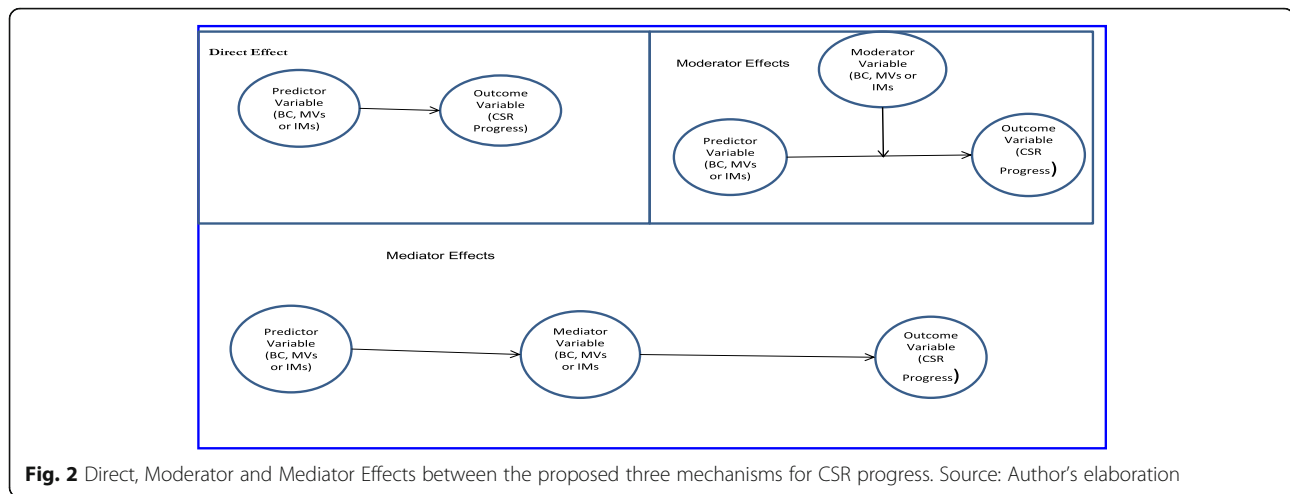 Direct Effect
Predictor
Variable
(BC, MVs
or IMs)
Outcome
Variable
(CSR
Progress)
Moderator Effects
Moderator
Variable
(BC, MVs or
IMs
Predictor
Variable
(BC, MVs
or IMs)
Outcome
Variable
(CSR
Progress)
Mediator Effects
Predictor
Variable
(BC, MVs
or IMs)
Mediator
Variable
(BC, MVs
or IMs
Outcome
Variable
(CSR
Progress)
Fig. 2 Direct, Moderator and Mediator Effects between the proposed three mechanisms for CSR progress. Source: Author's elaboration